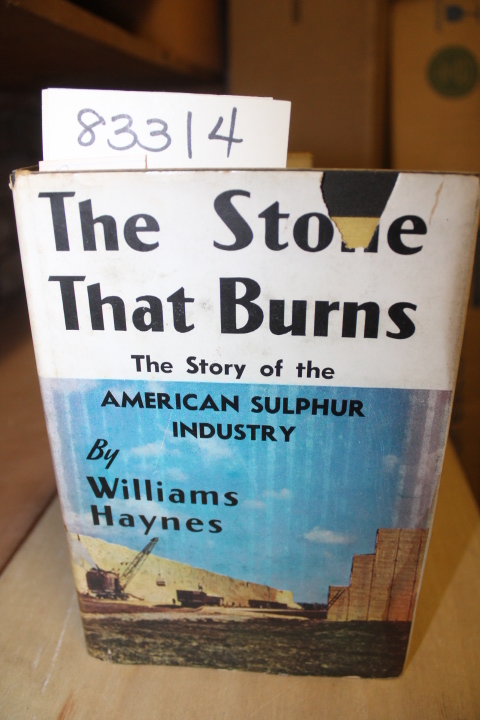 83314
The Stone
That Burns
The Story of the
AMERICAN SULPHUR
INDUSTRY
By
Williams
Haynes